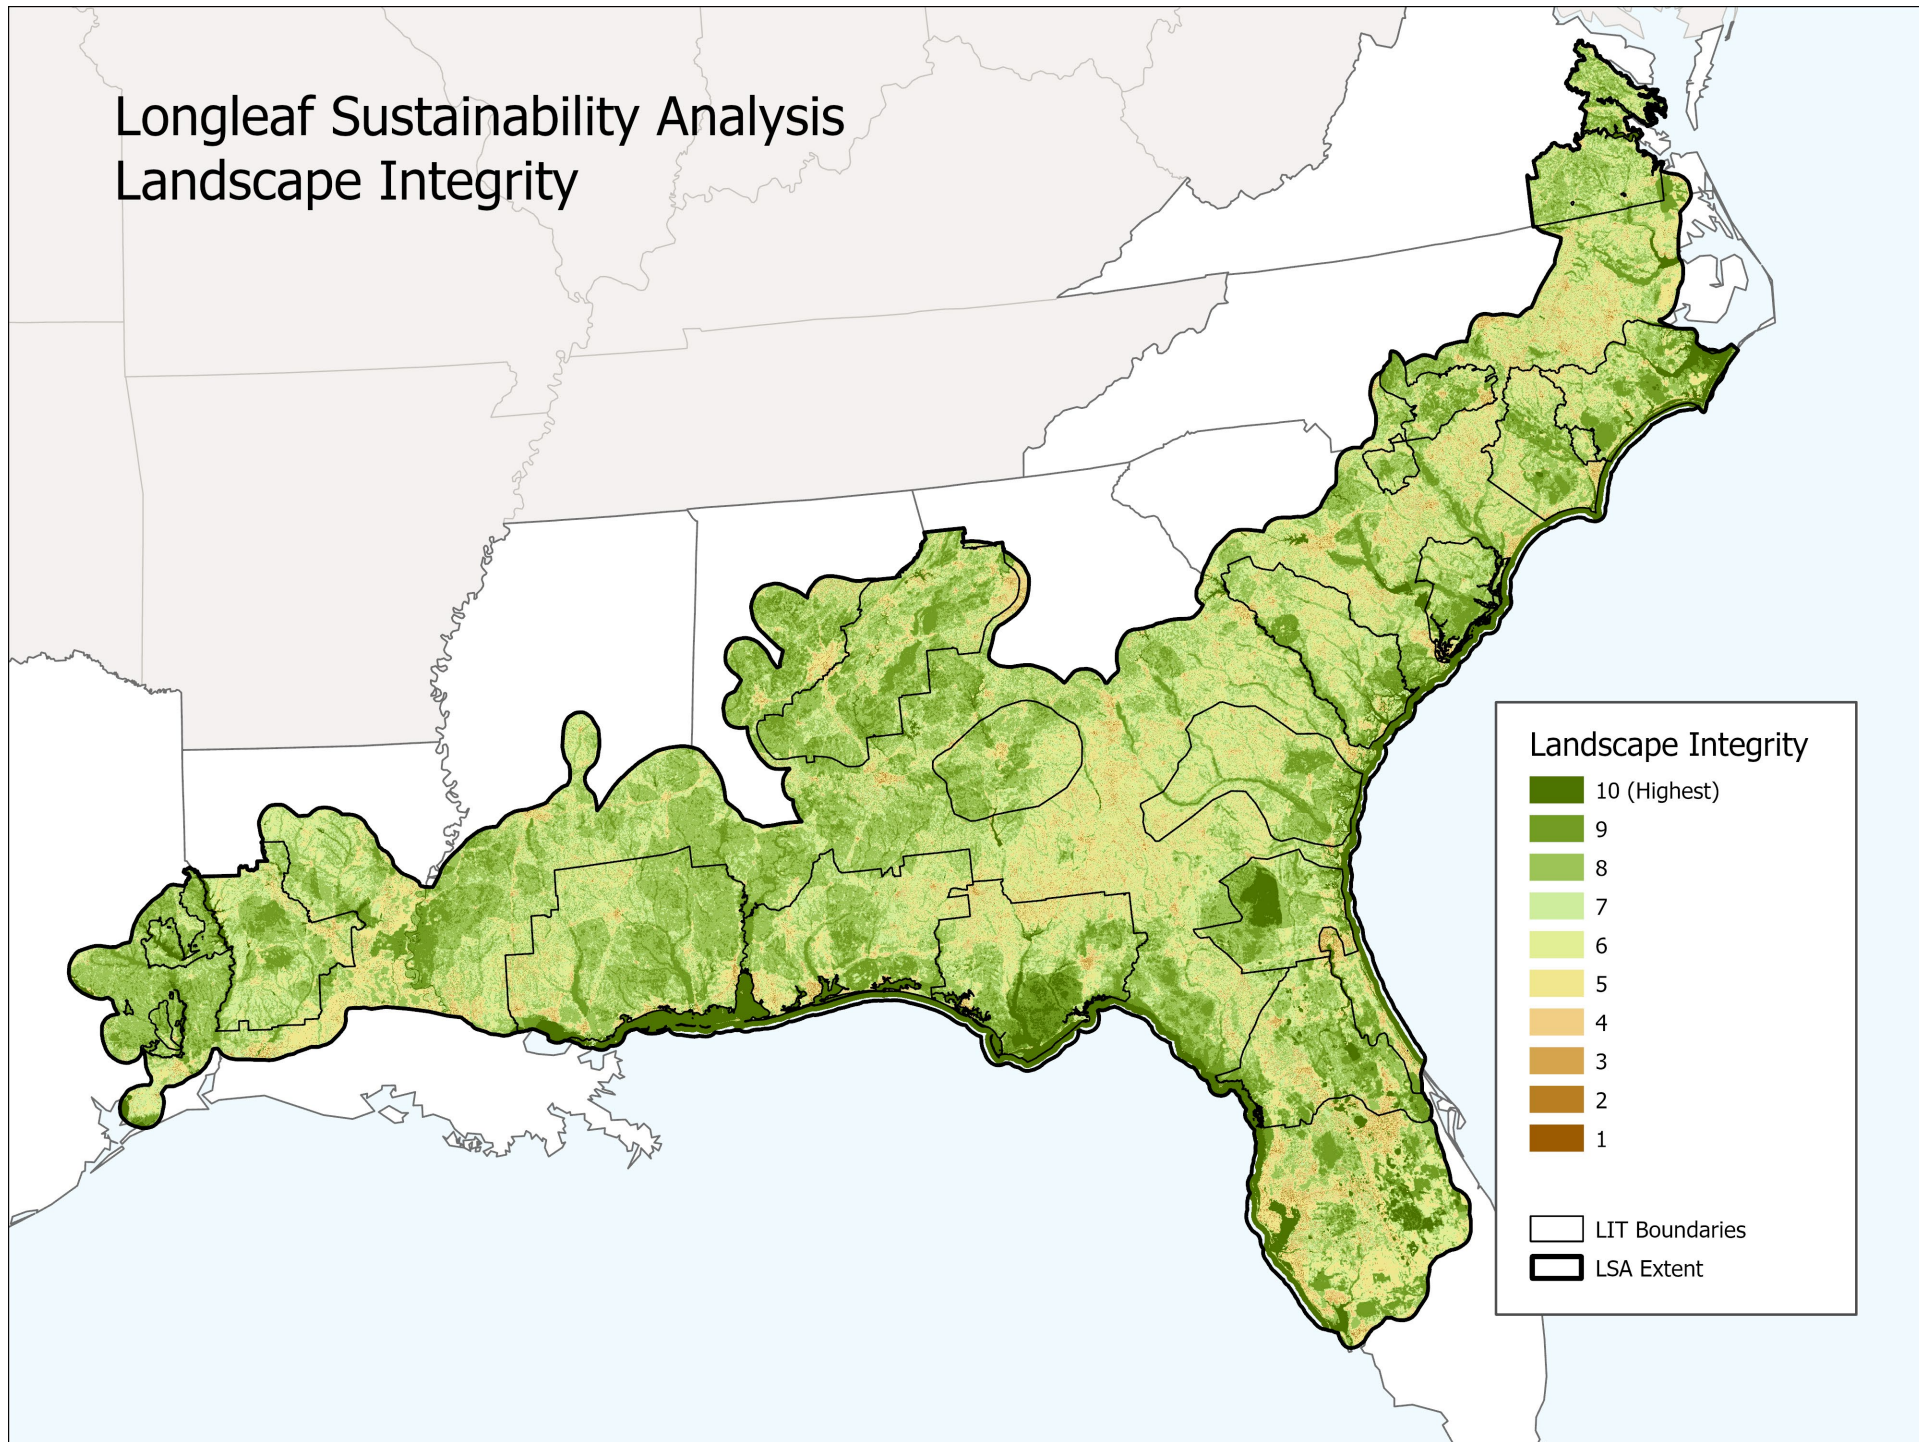 Longleaf Sustainability Analysis
Landscape Integrity
Landscape Integrity
10 (Highest)
9
8
7
6
5
4
3
2
1
LIT Boundaries
LSA Extent